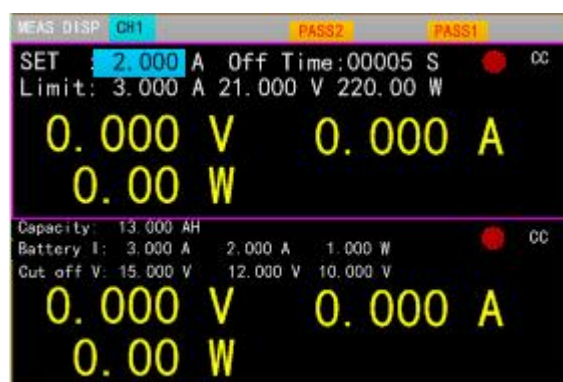 MEAS DISP CH1 PASS2 PASS1
SET : 2.000 A Off Time:00005 S CC
Limit: 3.000 A 21.000 V 220.00 W
0.000 V 0.000 A
0.00 W
Capacity: 13.000 AH
Battery I: 3.000 A 2.000 A 1.000 W CC
Cut off V: 15.000 V 12.000 V 10.000 V
0.000 V 0.000 A
0.00 W